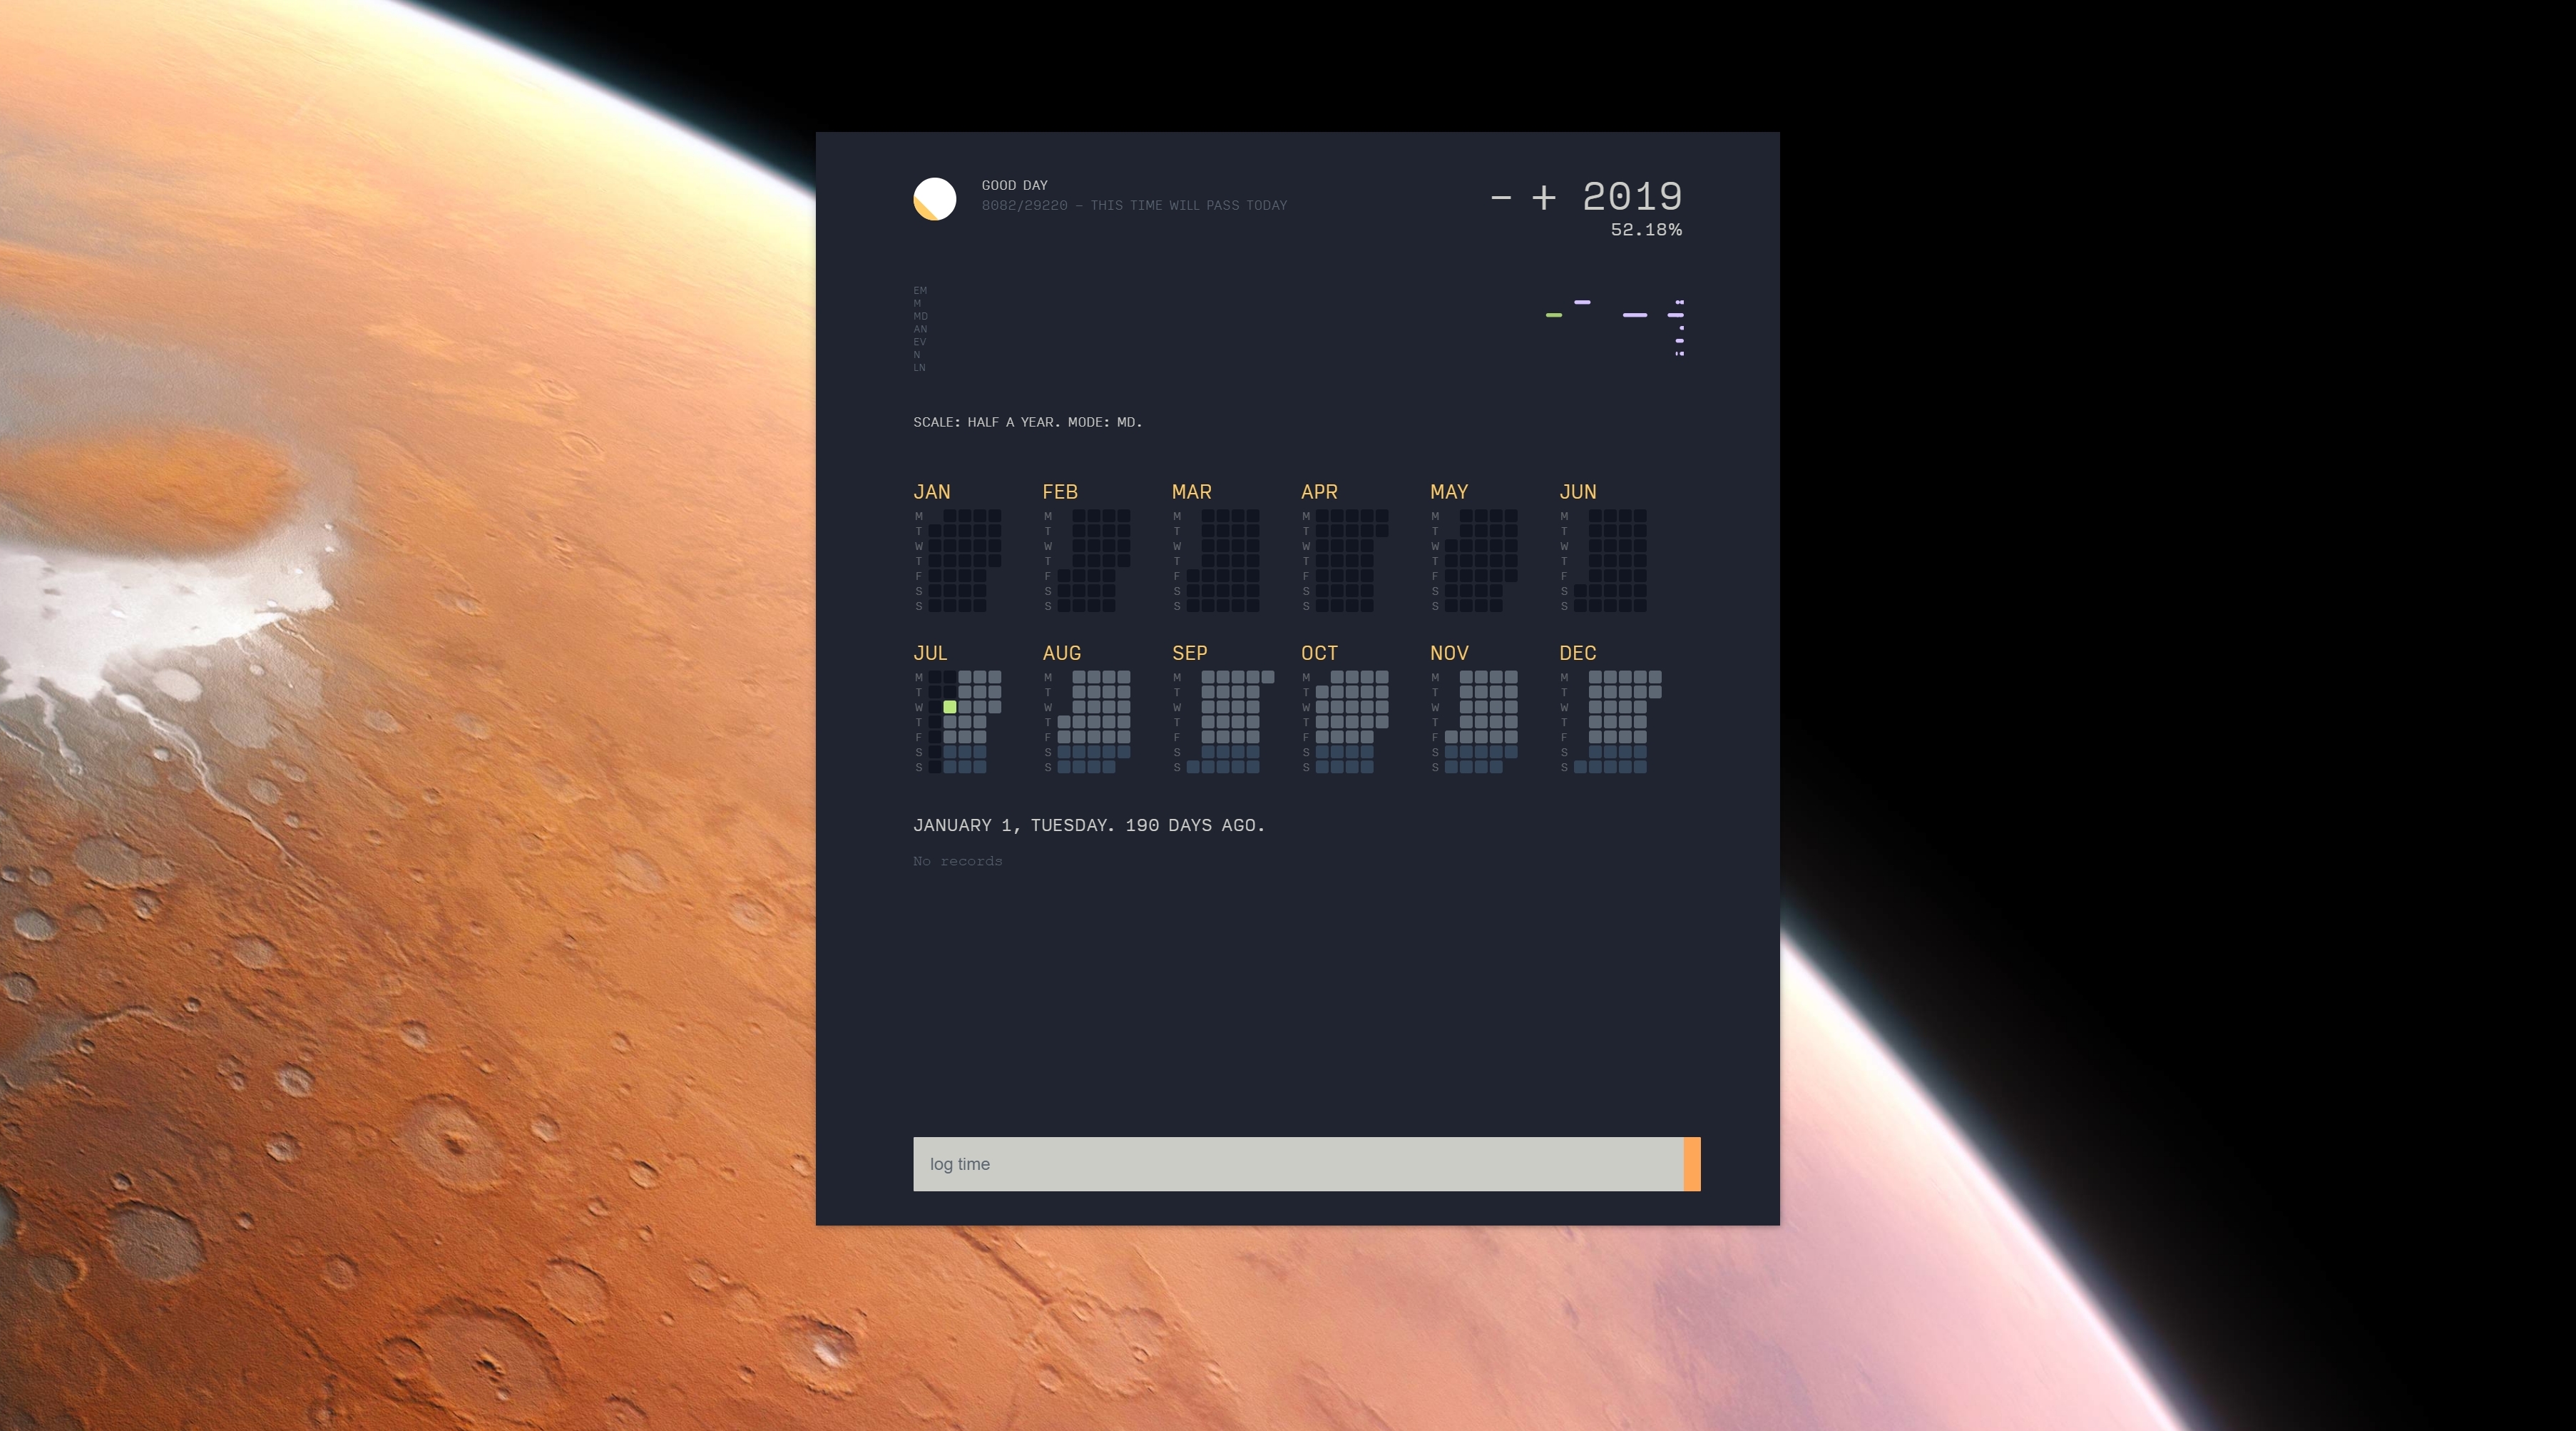 GOOD DAY
8082/29220 – THIS TIME WILL PASS TODAY
− + 2019
52.18%
EM
M
MD
AN
EV
N
LN
SCALE: HALF A YEAR. MODE: MD.
JAN FEB MAR APR MAY JUN
M M M M M M
T T T T T T
W W W W W W
T T T T T T
F F F F F F
S S S S S S
S S S S S S
JUL AUG SEP OCT NOV DEC
M M M M M M
T T T T T T
W W W W W W
T T T T T T
F F F F F F
S S S S S S
S S S S S S
JANUARY 1, TUESDAY. 190 DAYS AGO.
No records
log time